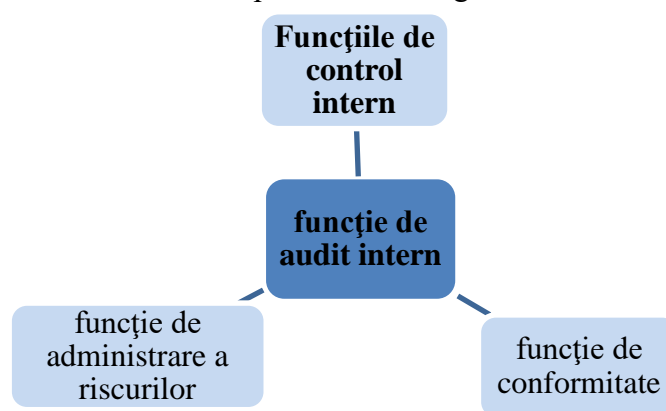 Funcţiile de
control
intern
funcţie de
audit intern
funcţie de
administrare a
riscurilor
funcţie de
conformitate